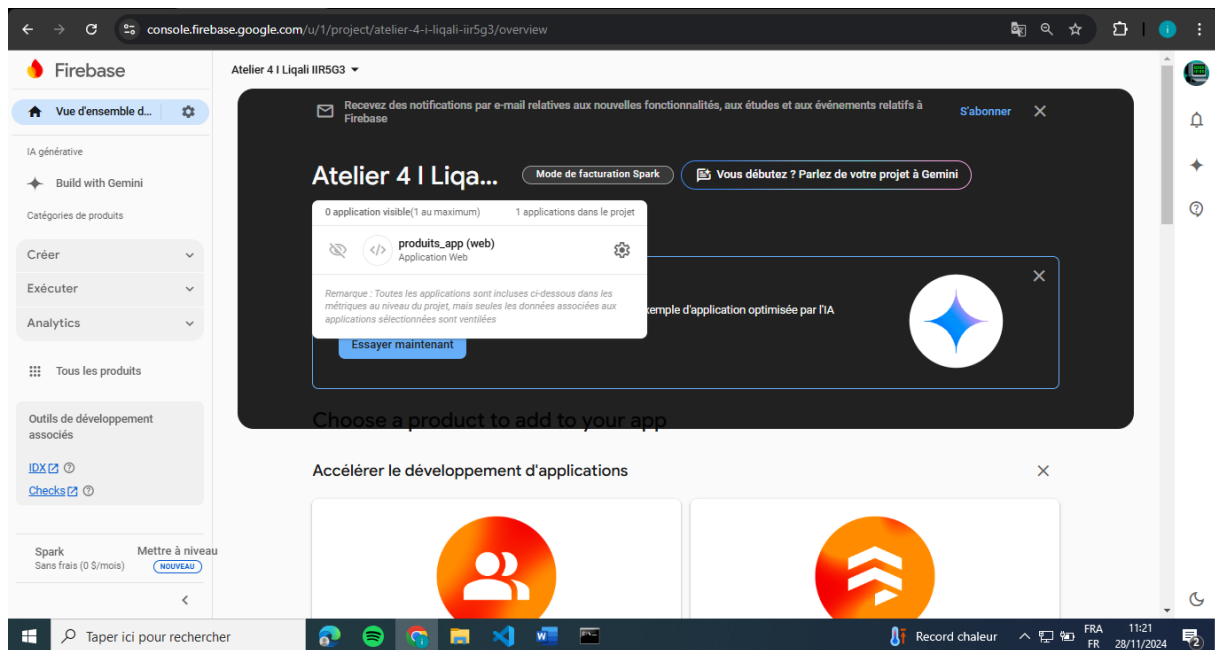 console.firebase.google.com/u/1/project/atelier-4-i-liqali-iir5g3/overview
i
Firebase
Vue d'ensemble d...
IA générative
Build with Gemini
Catégories de produits
Créer
Exécuter
Analytics
Tous les produits
Outils de développement
associés
IDX
Checks
Spark
Sans frais (0 $/mois)
Mettre à niveau
NOUVEAU
Atelier 4 I Liqali IIR5G3
Recevez des notifications par e-mail relatives aux nouvelles fonctionnalités, aux études et aux événements relatifs à
Firebase
S'abonner
Atelier 4 I Liqa...
Mode de facturation Spark
Vous débutez ? Parlez de votre projet à Gemini
0 application visible(1 au maximum)
1 applications dans le projet
produits_app (web)
Application Web
Remarque : Toutes les applications sont incluses ci-dessous dans les
métriques au niveau du projet, mais seules les données associées aux
applications sélectionnées sont ventilées
d'application optimisée par l'IA
Essayer maintenant
Choose a product to add to your app
Accélérer le développement d'applications
Taper ici pour rechercher
Record chaleur
FRA
FR
11:21
28/11/2024
2